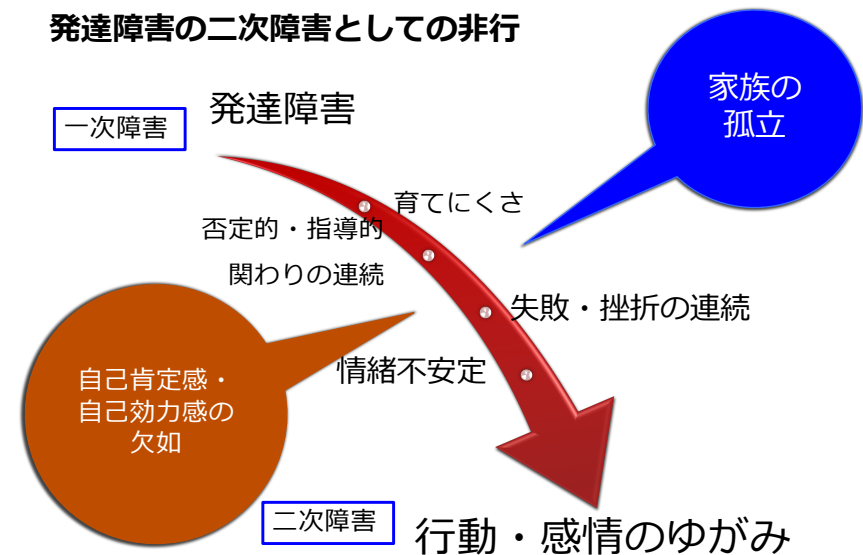 発達障害の二次障害としての非行
家族の
孤立
一次障害
発達障害
育てにくさ
否定的・指導的
関わりの連続
失敗・挫折の連続
情緒不安定
自己肯定感・
自己効力感の
欠如
二次障害
行動・感情のゆがみ